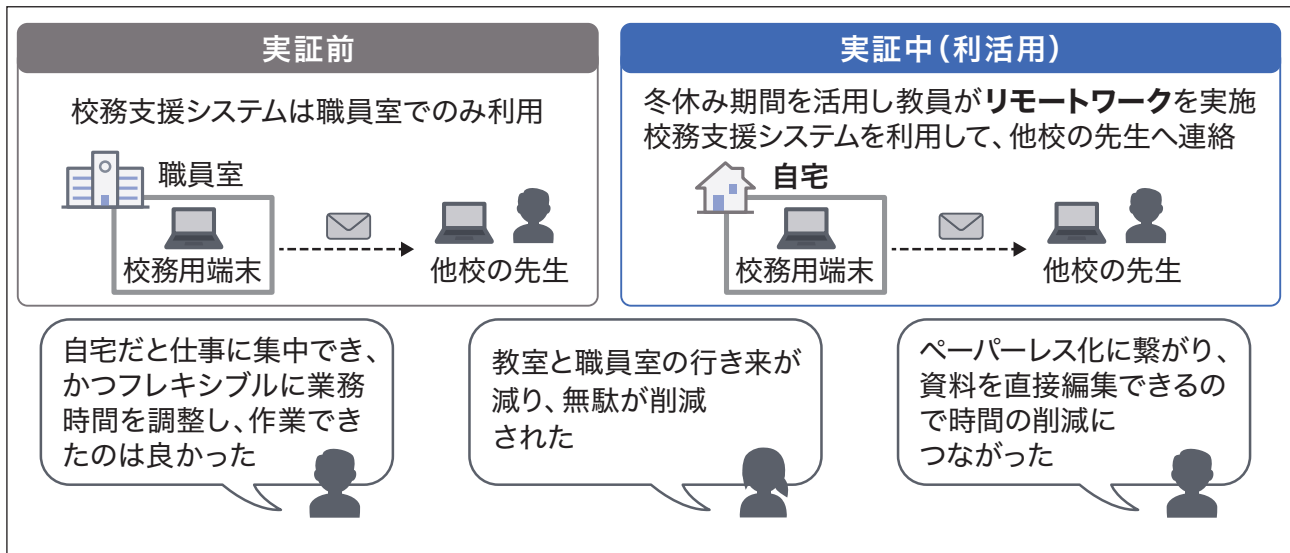 実証前
校務支援システムは職員室でのみ利用
職員室
校務用端末
他校の先生
実証中(利活用)
冬休み期間を活用し教員がリモートワークを実施
校務支援システムを利用して、他校の先生へ連絡
自宅
校務用端末
他校の先生
自宅だと仕事に集中でき、
かつフレキシブルに業務
時間を調整し、作業でき
たのは良かった
教室と職員室の行き来が
減り、無駄が削減
された
ペーパーレス化に繋がり、
資料を直接編集できるの
で時間の削減に
つながった